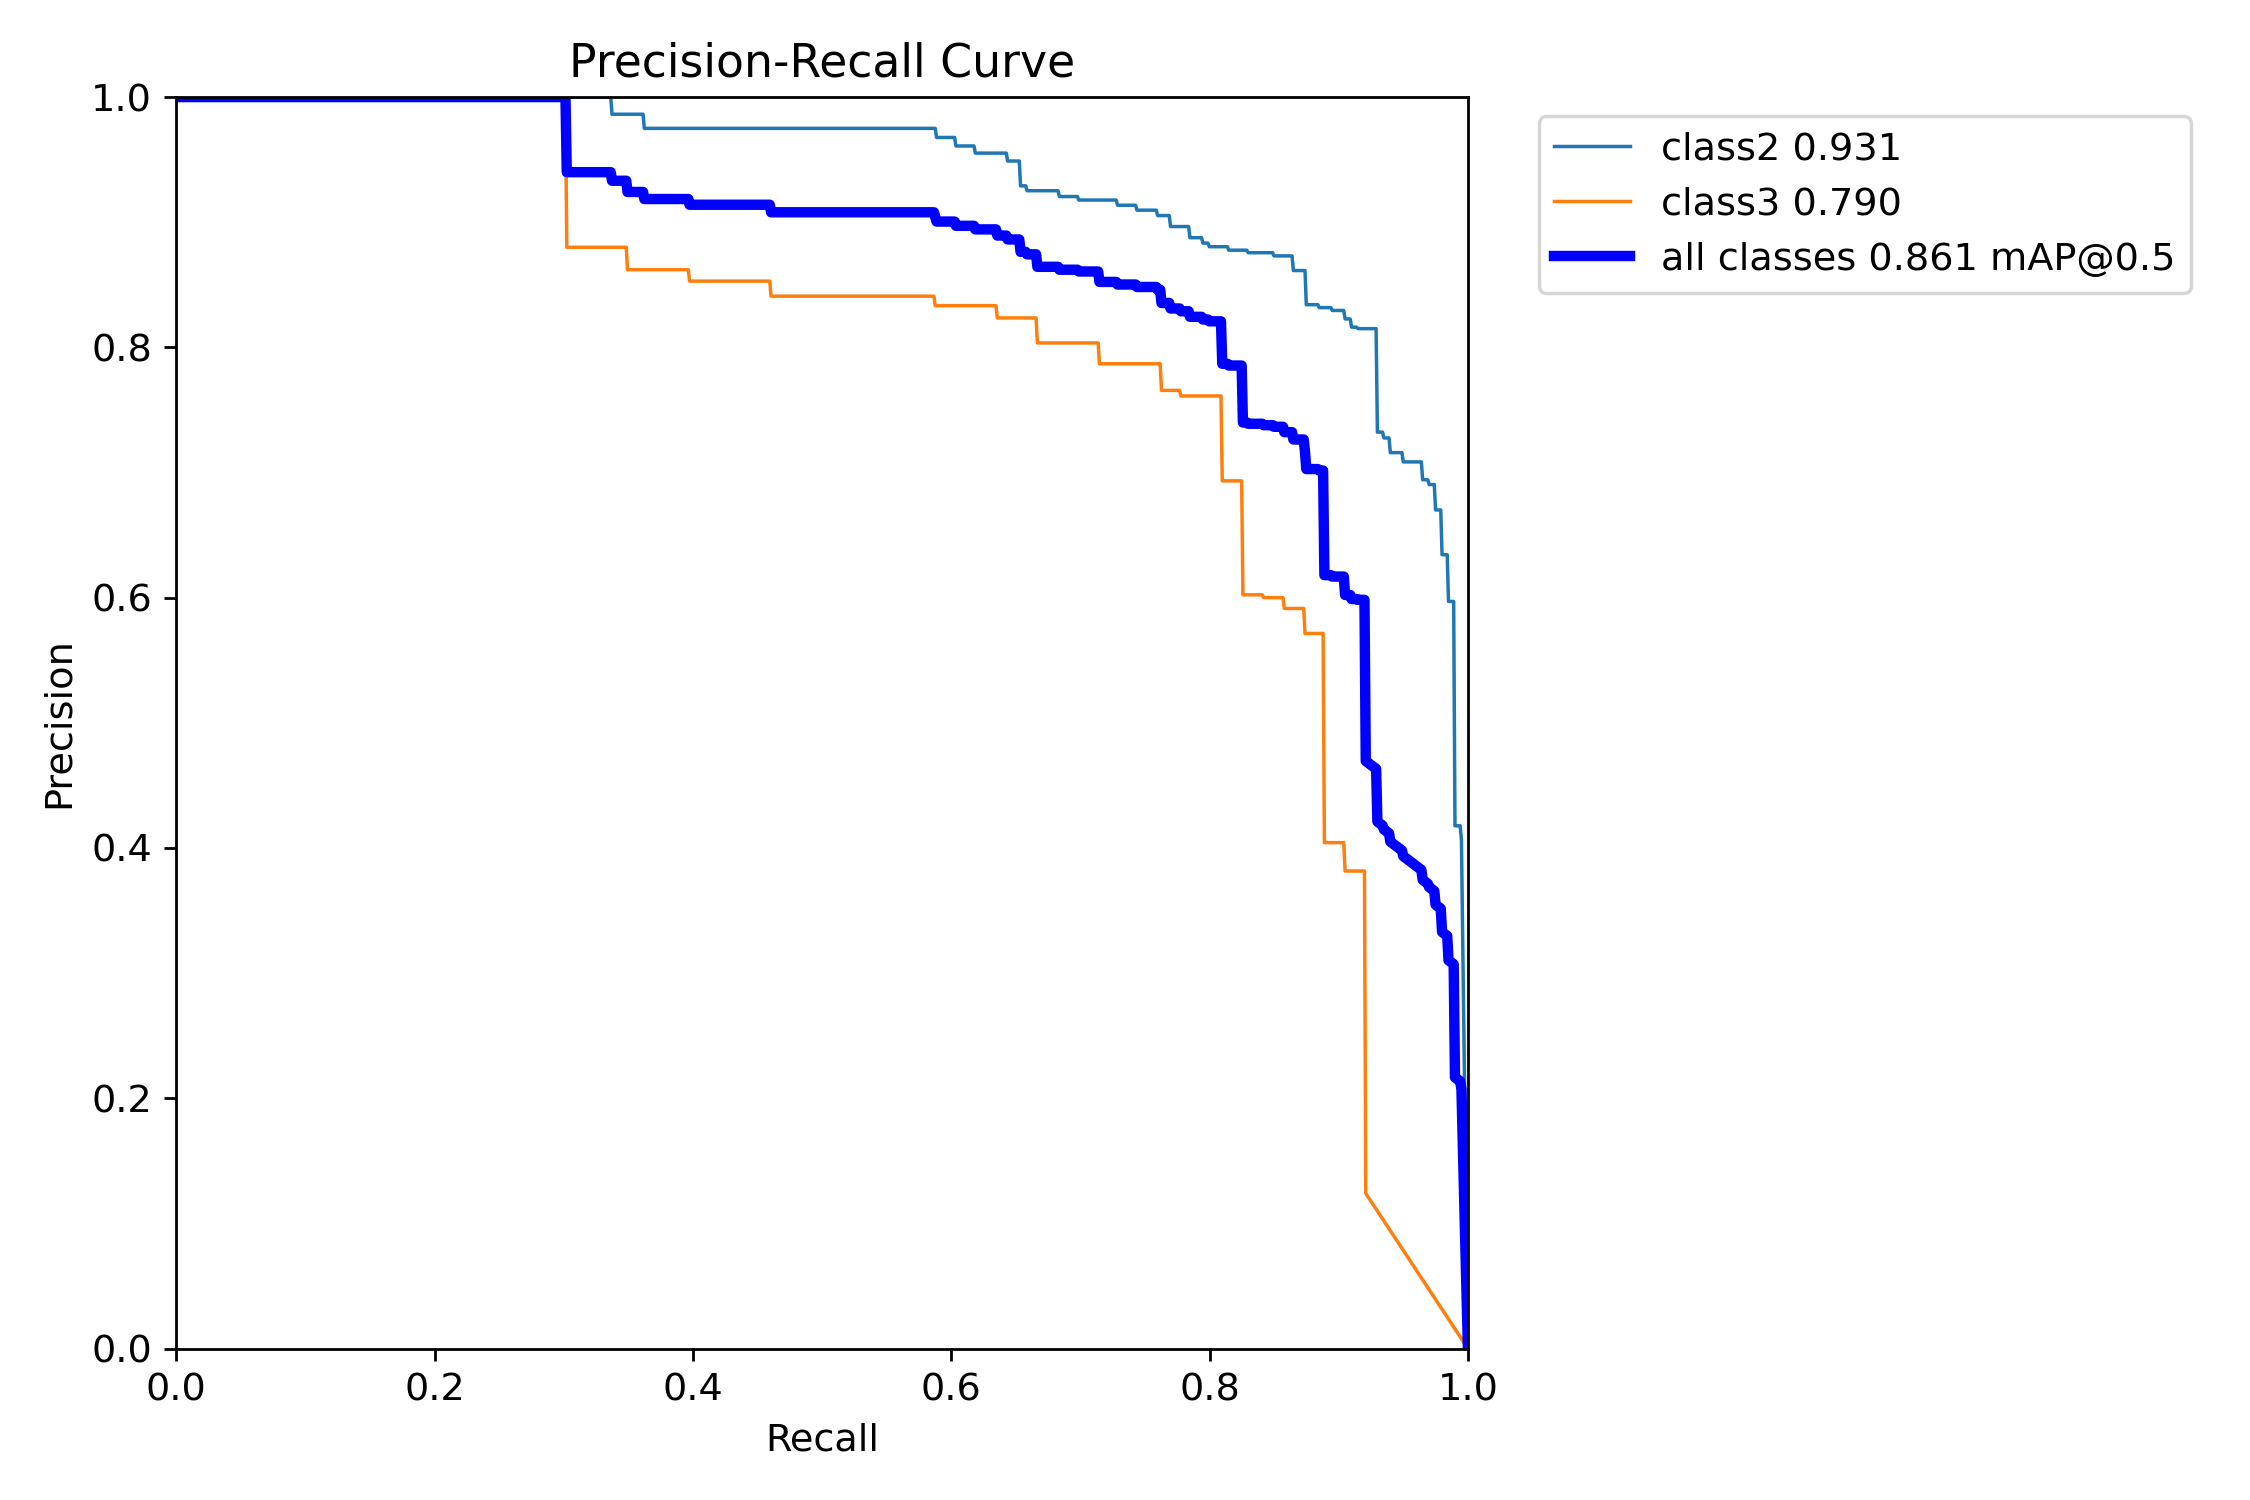 Precision-Recall Curve
class2 0.931
class3 0.790
all classes 0.861 mAP@0.5
Precision
1.0
0.8
0.6
0.4
0.2
0.0
0.0 0.2 0.4 0.6 0.8 1.0
Recall